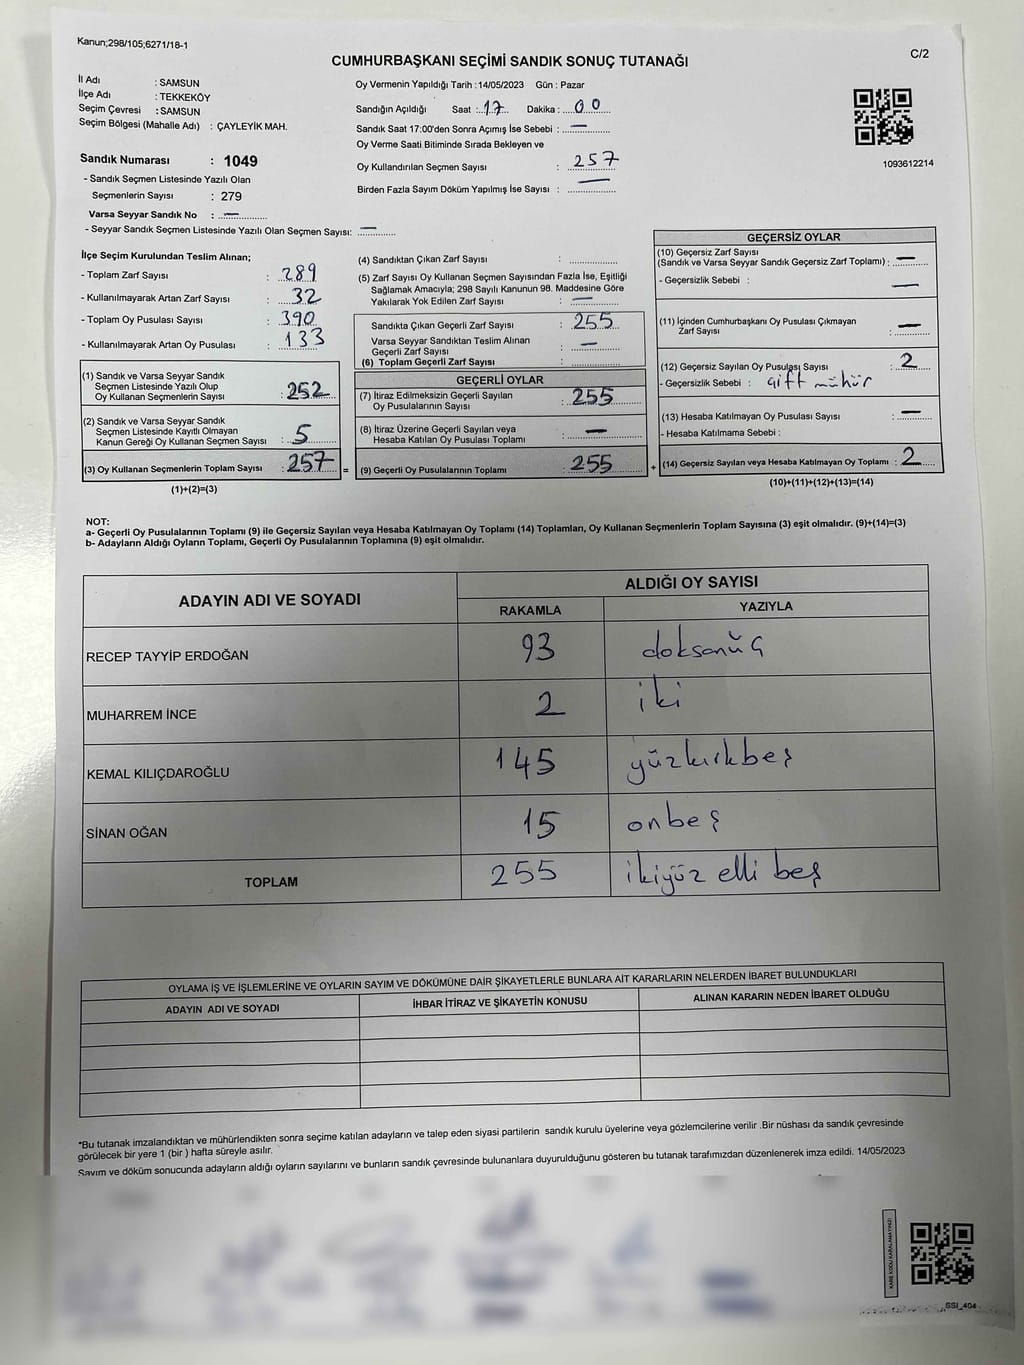 Kanun;298/105;6271/18-1
C/2
CUMHURBAŞKANI SEÇİMİ SANDIK SONUÇ TUTANAĞI
İl Adı : SAMSUN
İlçe Adı : TEKKEKÖY
Seçim Çevresi : SAMSUN
Seçim Bölgesi (Mahalle Adı) : ÇAYLEYİK MAH.
Sandık Numarası : 1049
- Sandık Seçmen Listesinde Yazılı Olan
Seçmenlerin Sayısı : 279
Varsa Seyyar Sandık No : —
- Seyyar Sandık Seçmen Listesinde Yazılı Olan Seçmen Sayısı: —
Oy Vermenin Yapıldığı Tarih :14/05/2023 Gün : Pazar
Sandığın Açıldığı Saat : 17 Dakika : 00
Sandık Saat 17:00'den Sonra Açımış İse Sebebi : —
Oy Verme Saati Bitiminde Sırada Bekleyen ve
Oy Kullandırılan Seçmen Sayısı : 257
Birden Fazla Sayım Döküm Yapılmış İse Sayısı : —
1093612214
İlçe Seçim Kurulundan Teslim Alınan;
- Toplam Zarf Sayısı : 289
- Kullanılmayarak Artan Zarf Sayısı : 32
- Toplam Oy Pusulası Sayısı : 390
- Kullanılmayarak Artan Oy Pusulası : 133
(1) Sandık ve Varsa Seyyar Sandık
Seçmen Listesinde Yazılı Olup
Oy Kullanan Seçmenlerin Sayısı : 252
(2) Sandık ve Varsa Seyyar Sandık
Seçmen Listesinde Kayıtlı Olmayan
Kanun Gereği Oy Kullanan Seçmen Sayısı : 5
(3) Oy Kullanan Seçmenlerin Toplam Sayısı : 257 =
(1)+(2)=(3)
(4) Sandıktan Çıkan Zarf Sayısı :
(5) Zarf Sayısı Oy Kullanan Seçmen Sayısından Fazla İse, Eşitliği
Sağlamak Amacıyla; 298 Sayılı Kanunun 98. Maddesine Göre
Yakılarak Yok Edilen Zarf Sayısı : —
Sandıkta Çıkan Geçerli Zarf Sayısı : 255
Varsa Seyyar Sandıktan Teslim Alınan
Geçerli Zarf Sayısı : —
(6) Toplam Geçerli Zarf Sayısı :
GEÇERLİ OYLAR
(7) İtiraz Edilmeksizin Geçerli Sayılan
Oy Pusulalarının Sayısı : 255
(8) İtiraz Üzerine Geçerli Sayılan veya
Hesaba Katılan Oy Pusulası Toplamı : —
(9) Geçerli Oy Pusulalarının Toplamı : 255 +
GEÇERSİZ OYLAR
(10) Geçersiz Zarf Sayısı
(Sandık ve Varsa Seyyar Sandık Geçersiz Zarf Toplamı) : —
- Geçersizlik Sebebi : —
(11) İçinden Cumhurbaşkanı Oy Pusulası Çıkmayan
Zarf Sayısı : —
(12) Geçersiz Sayılan Oy Pusulası Sayısı : 2
- Geçersizlik Sebebi : Çift mühür
(13) Hesaba Katılmayan Oy Pusulası Sayısı : —
- Hesaba Katılmama Sebebi :
(14) Geçersiz Sayılan veya Hesaba Katılmayan Oy Toplamı : 2
(10)+(11)+(12)+(13)=(14)
NOT:
a- Geçerli Oy Pusulalarının Toplamı (9) ile Geçersiz Sayılan veya Hesaba Katılmayan Oy Toplamı (14) Toplamları, Oy Kullanan Seçmenlerin Toplam Sayısına (3) eşit olmalıdır. (9)+(14)=(3)
b- Adayların Aldığı Oyların Toplamı, Geçerli Oy Pusulalarının Toplamına (9) eşit olmalıdır.
ADAYIN ADI VE SOYADI
ALDIĞI OY SAYISI
RAKAMLA YAZIYLA
RECEP TAYYİP ERDOĞAN 93 doksanüç
MUHARREM İNCE 2 iki
KEMAL KILIÇDAROĞLU 145 yüzkırkbeş
SİNAN OĞAN 15 onbeş
TOPLAM 255 ikiyüz elli beş
OYLAMA İŞ VE İŞLEMLERİNE VE OYLARIN SAYIM VE DÖKÜMÜNE DAİR ŞİKAYETLERLE BUNLARA AİT KARARLARIN NELERDEN İBARET BULUNDUKLARI
ADAYIN ADI VE SOYADI İHBAR İTİRAZ VE ŞİKAYETİN KONUSU ALINAN KARARIN NEDEN İBARET OLDUĞU
*Bu tutanak imzalandıktan ve mühürlendikten sonra seçime katılan adayların ve talep eden siyasi partilerin sandık kurulu üyelerine veya gözlemcilerine verilir .Bir nüshası da sandık çevresinde
görülecek bir yere 1 (bir ) hafta süreyle asılır.
Sayım ve döküm sonucunda adayların aldığı oyların sayılarını ve bunların sandık çevresinde bulunanlara duyurulduğunu gösteren bu tutanak tarafımızdan düzenlenerek imza edildi. 14/05/2023
KARE KODU KARALAMAYINIZ!
SSI_404